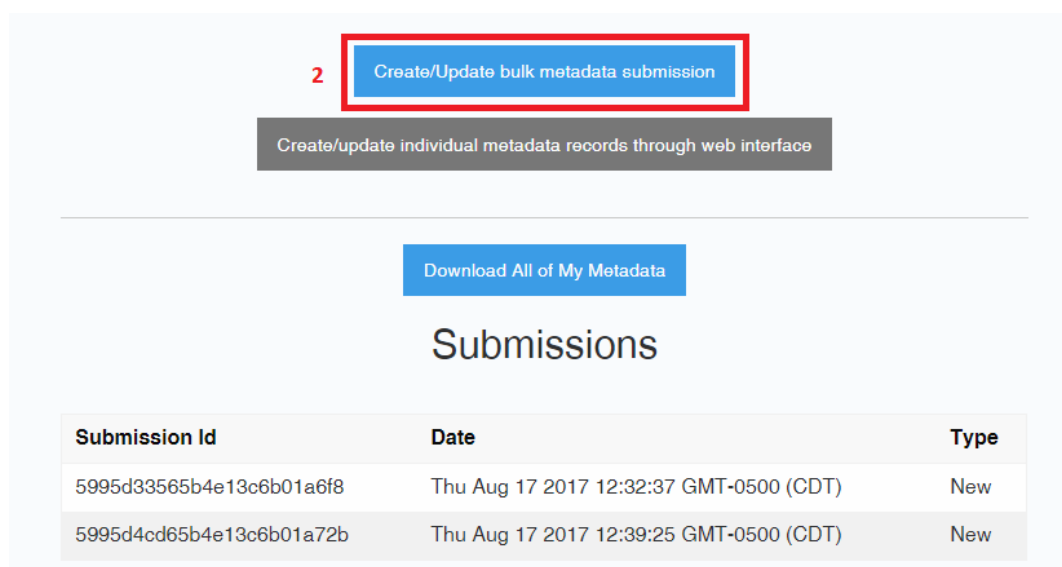 2 Create/Update bulk metadata submission
Create/update individual metadata records through web interface
Download All of My Metadata
Submissions
Submission Id Date Type
5995d33565b4e13c6b01a6f8 Thu Aug 17 2017 12:32:37 GMT-0500 (CDT) New
5995d4cd65b4e13c6b01a72b Thu Aug 17 2017 12:39:25 GMT-0500 (CDT) New